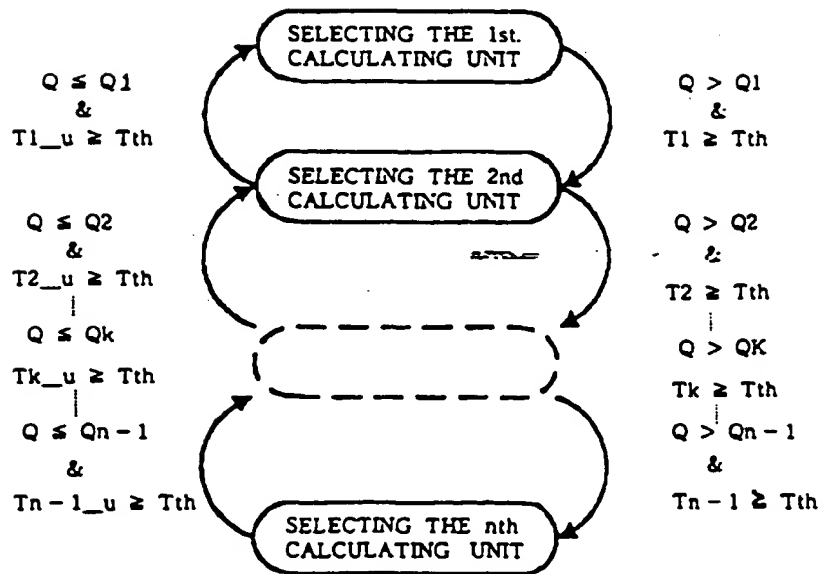 SELECTING THE 1st.
CALCULATING UNIT
Q ≦ Q1
&
T1_u ≧ Tth
Q > Q1
&
T1 ≧ Tth
SELECTING THE 2nd
CALCULATING UNIT
Q ≦ Q2
&
T2_u ≧ Tth
Q ≦ Qk
Tk_u ≧ Tth
Q ≦ Qn-1
&
Tn-1_u ≧ Tth
Q > Q2
&
T2 ≧ Tth
Q > QK
Tk ≧ Tth
Q > Qn-1
&
Tn-1 ≧ Tth
SELECTING THE nth
CALCULATING UNIT